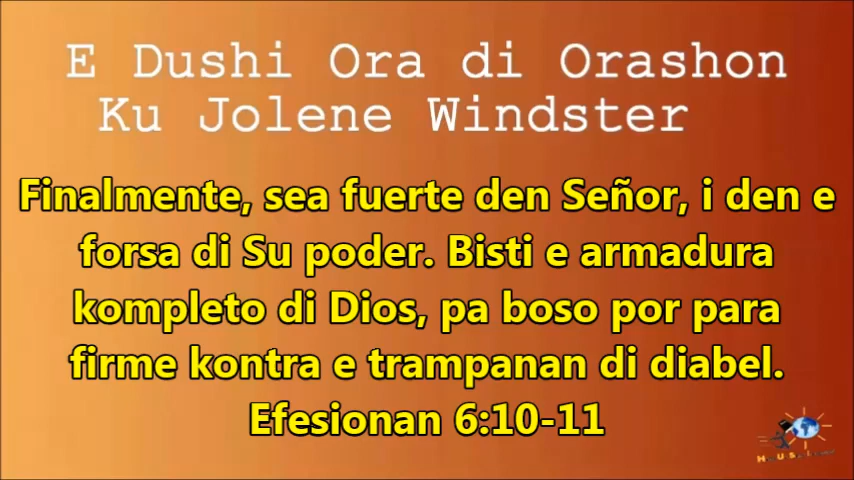 E Dushi Ora di Orashon
Ku Jolene Windster
Finalmente, sea fuerte den Señor, i den e
forsa di Su poder. Bisti e armadura
kompleto di Dios, pa boso por para
firme kontra e trampanan di diabel.
Efesionan 6:10-11